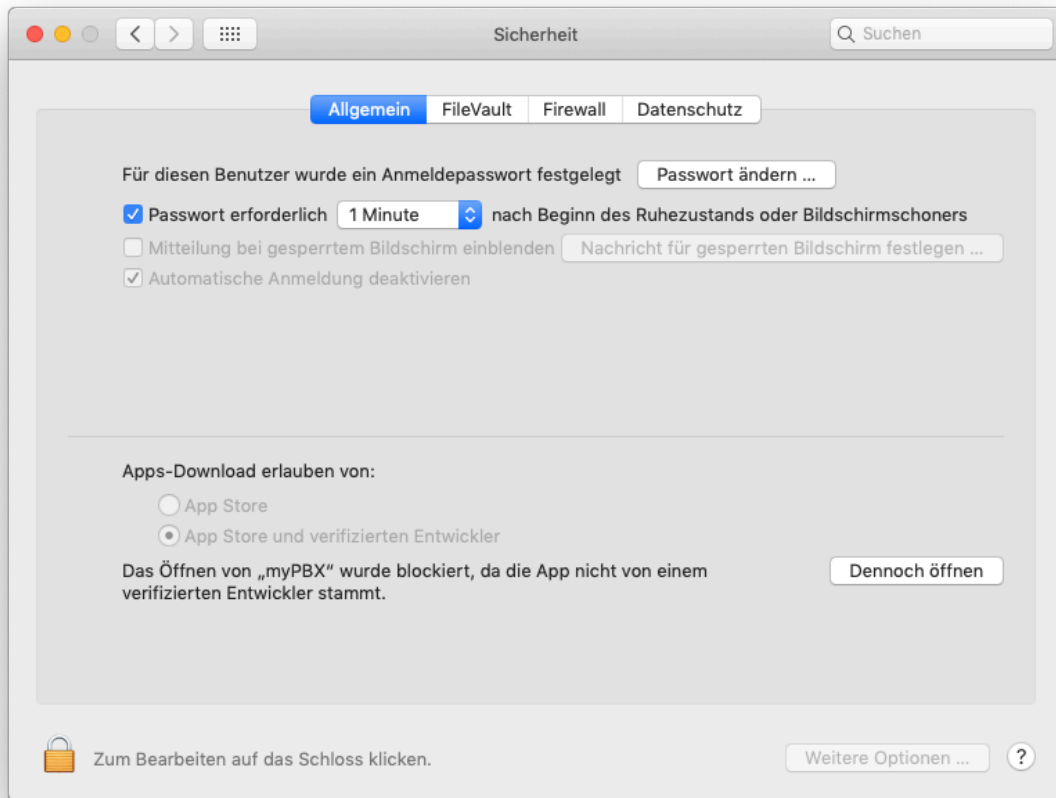 Sicherheit
Suchen
Allgemein FileVault Firewall Datenschutz
Für diesen Benutzer wurde ein Anmeldepasswort festgelegt Passwort ändern ...
Passwort erforderlich 1 Minute nach Beginn des Ruhezustands oder Bildschirmschoners
Mitteilung bei gesperrtem Bildschirm einblenden Nachricht für gesperrten Bildschirm festlegen ...
Automatische Anmeldung deaktivieren
Apps-Download erlauben von:
App Store
App Store und verifizierten Entwickler
Das Öffnen von „myPBX“ wurde blockiert, da die App nicht von einem
verifizierten Entwickler stammt.
Dennoch öffnen
Zum Bearbeiten auf das Schloss klicken.
Weitere Optionen ... ?